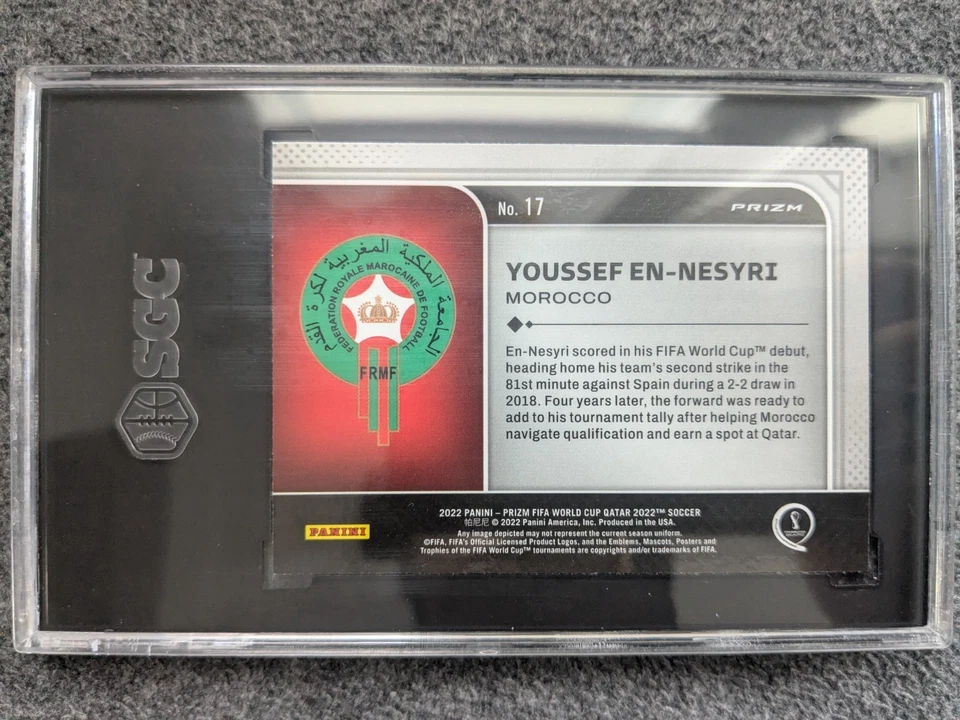 SGC
No. 17
PRIZM
YOUSSEF EN-NESYRI
MOROCCO
En-Nesyri scored in his FIFA World Cup™ debut,
heading home his team's second strike in the
81st minute against Spain during a 2-2 draw in
2018. Four years later, the forward was ready to
add to his tournament tally after helping Morocco
navigate qualification and earn a spot at Qatar.
الجامعة الملكية المغربية لكرة القدم
FEDERATION ROYALE MAROCAINE DE FOOTBALL
FRMF
PANINI
2022 PANINI – PRIZM FIFA WORLD CUP QATAR 2022™ SOCCER
帕尼尼 © 2022 Panini America, Inc. Produced in the USA.
Any image depicted may not represent the current season uniform.
©FIFA, FIFA's Official Licensed Product Logos, and the Emblems, Mascots, Posters and
Trophies of the FIFA World Cup™ tournaments are copyrights and/or trademarks of FIFA.